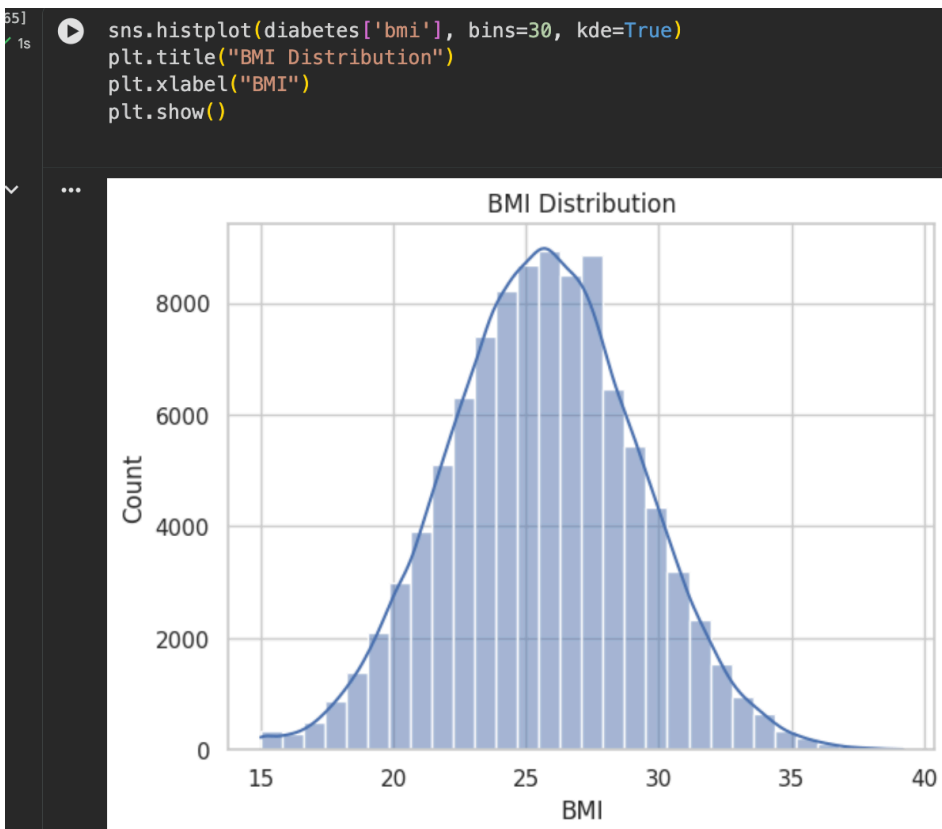 65]
1s
sns.histplot(diabetes['bmi'], bins=30, kde=True)
plt.title("BMI Distribution")
plt.xlabel("BMI")
plt.show()
BMI Distribution
8000
6000
4000
2000
0
Count
15 20 25 30 35 40
BMI